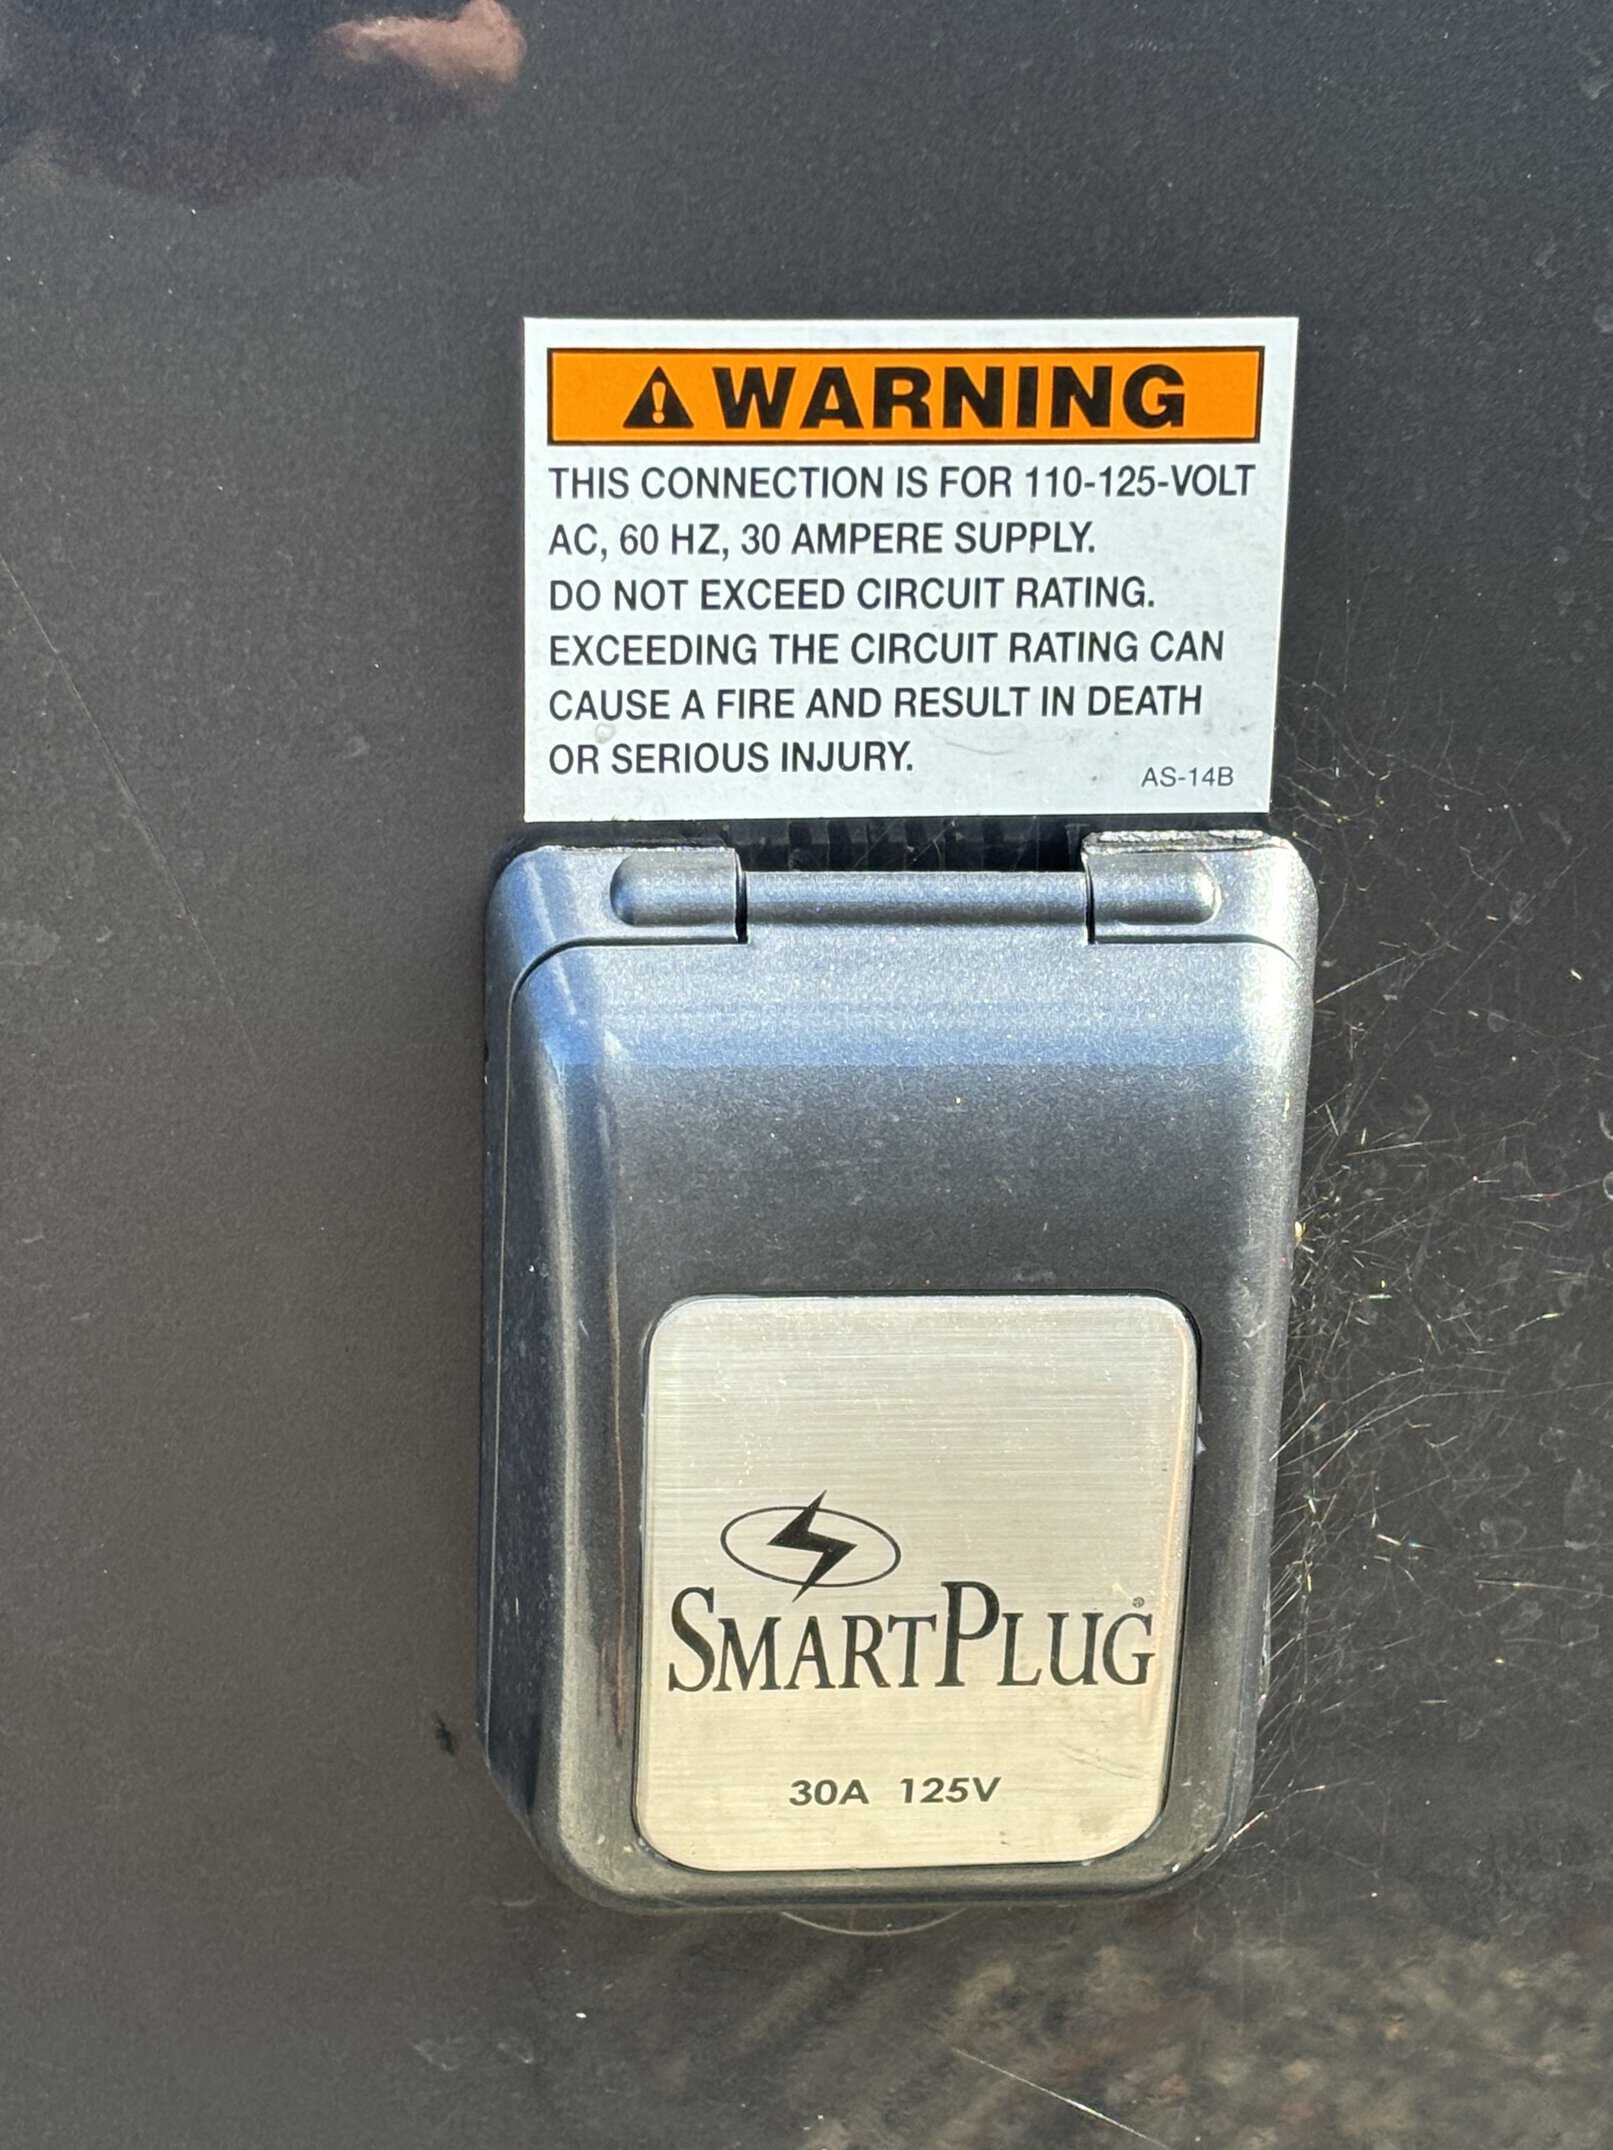 WARNING
THIS CONNECTION IS FOR 110-125-VOLT
AC, 60 HZ, 30 AMPERE SUPPLY.
DO NOT EXCEED CIRCUIT RATING.
EXCEEDING THE CIRCUIT RATING CAN
CAUSE A FIRE AND RESULT IN DEATH
OR SERIOUS INJURY.
AS-14B
SMARTPLUG®
30A 125V